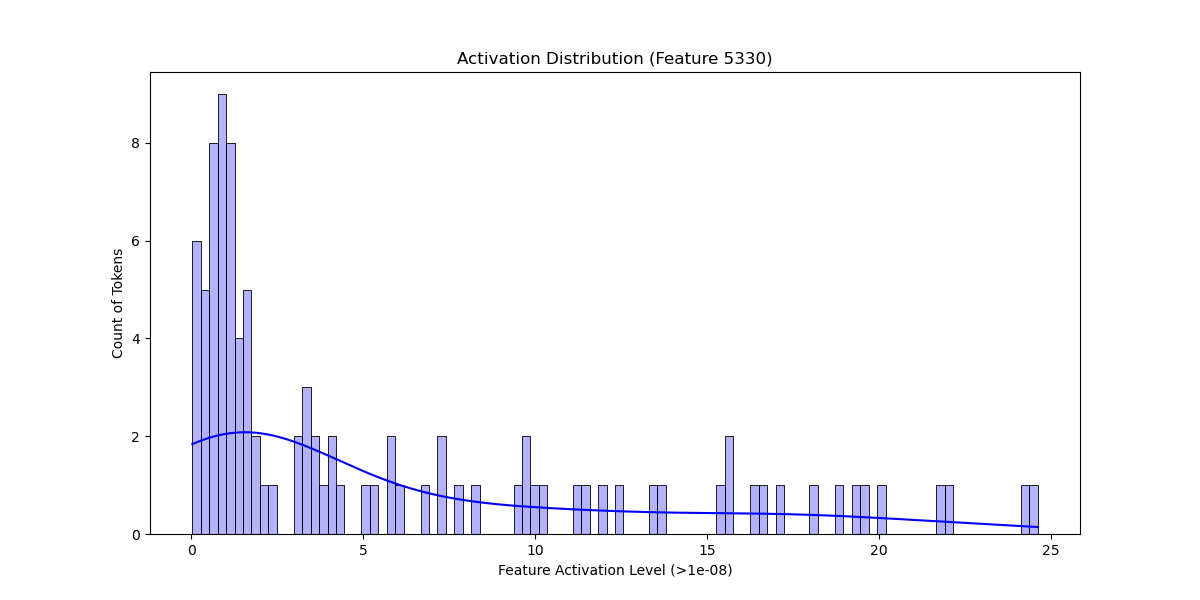 Activation Distribution (Feature 5330)
8
6
4
2
0
Count of Tokens
0 5 10 15 20 25
Feature Activation Level (>1e-08)